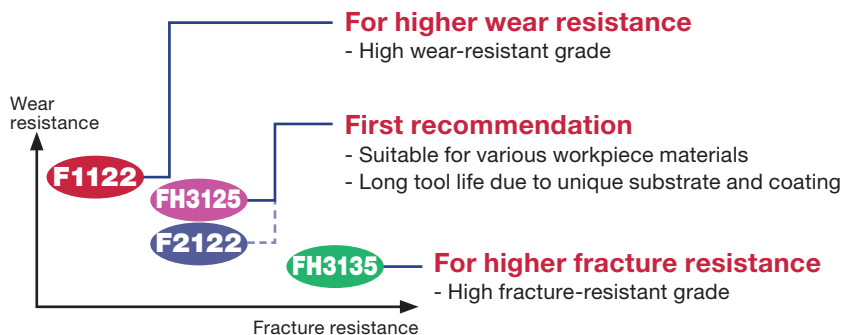 For higher wear resistance
- High wear-resistant grade
Wear
resistance
First recommendation
- Suitable for various workpiece materials
- Long tool life due to unique substrate and coating
F1122
FH3125
F2122
FH3135
For higher fracture resistance
- High fracture-resistant grade
Fracture resistance